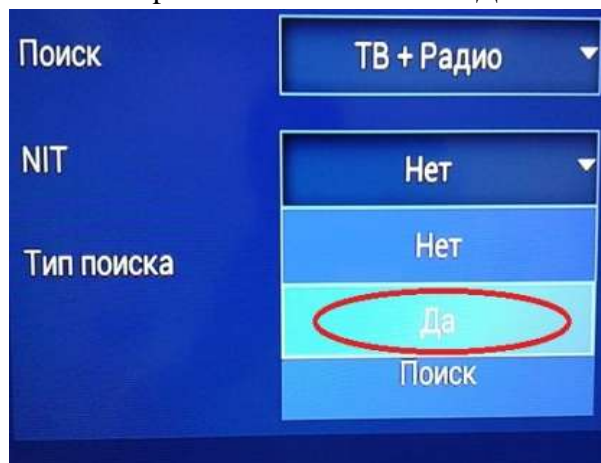 Поиск
ТВ + Радио
NIT
Нет
Нет
Тип поиска
Да
Поиск